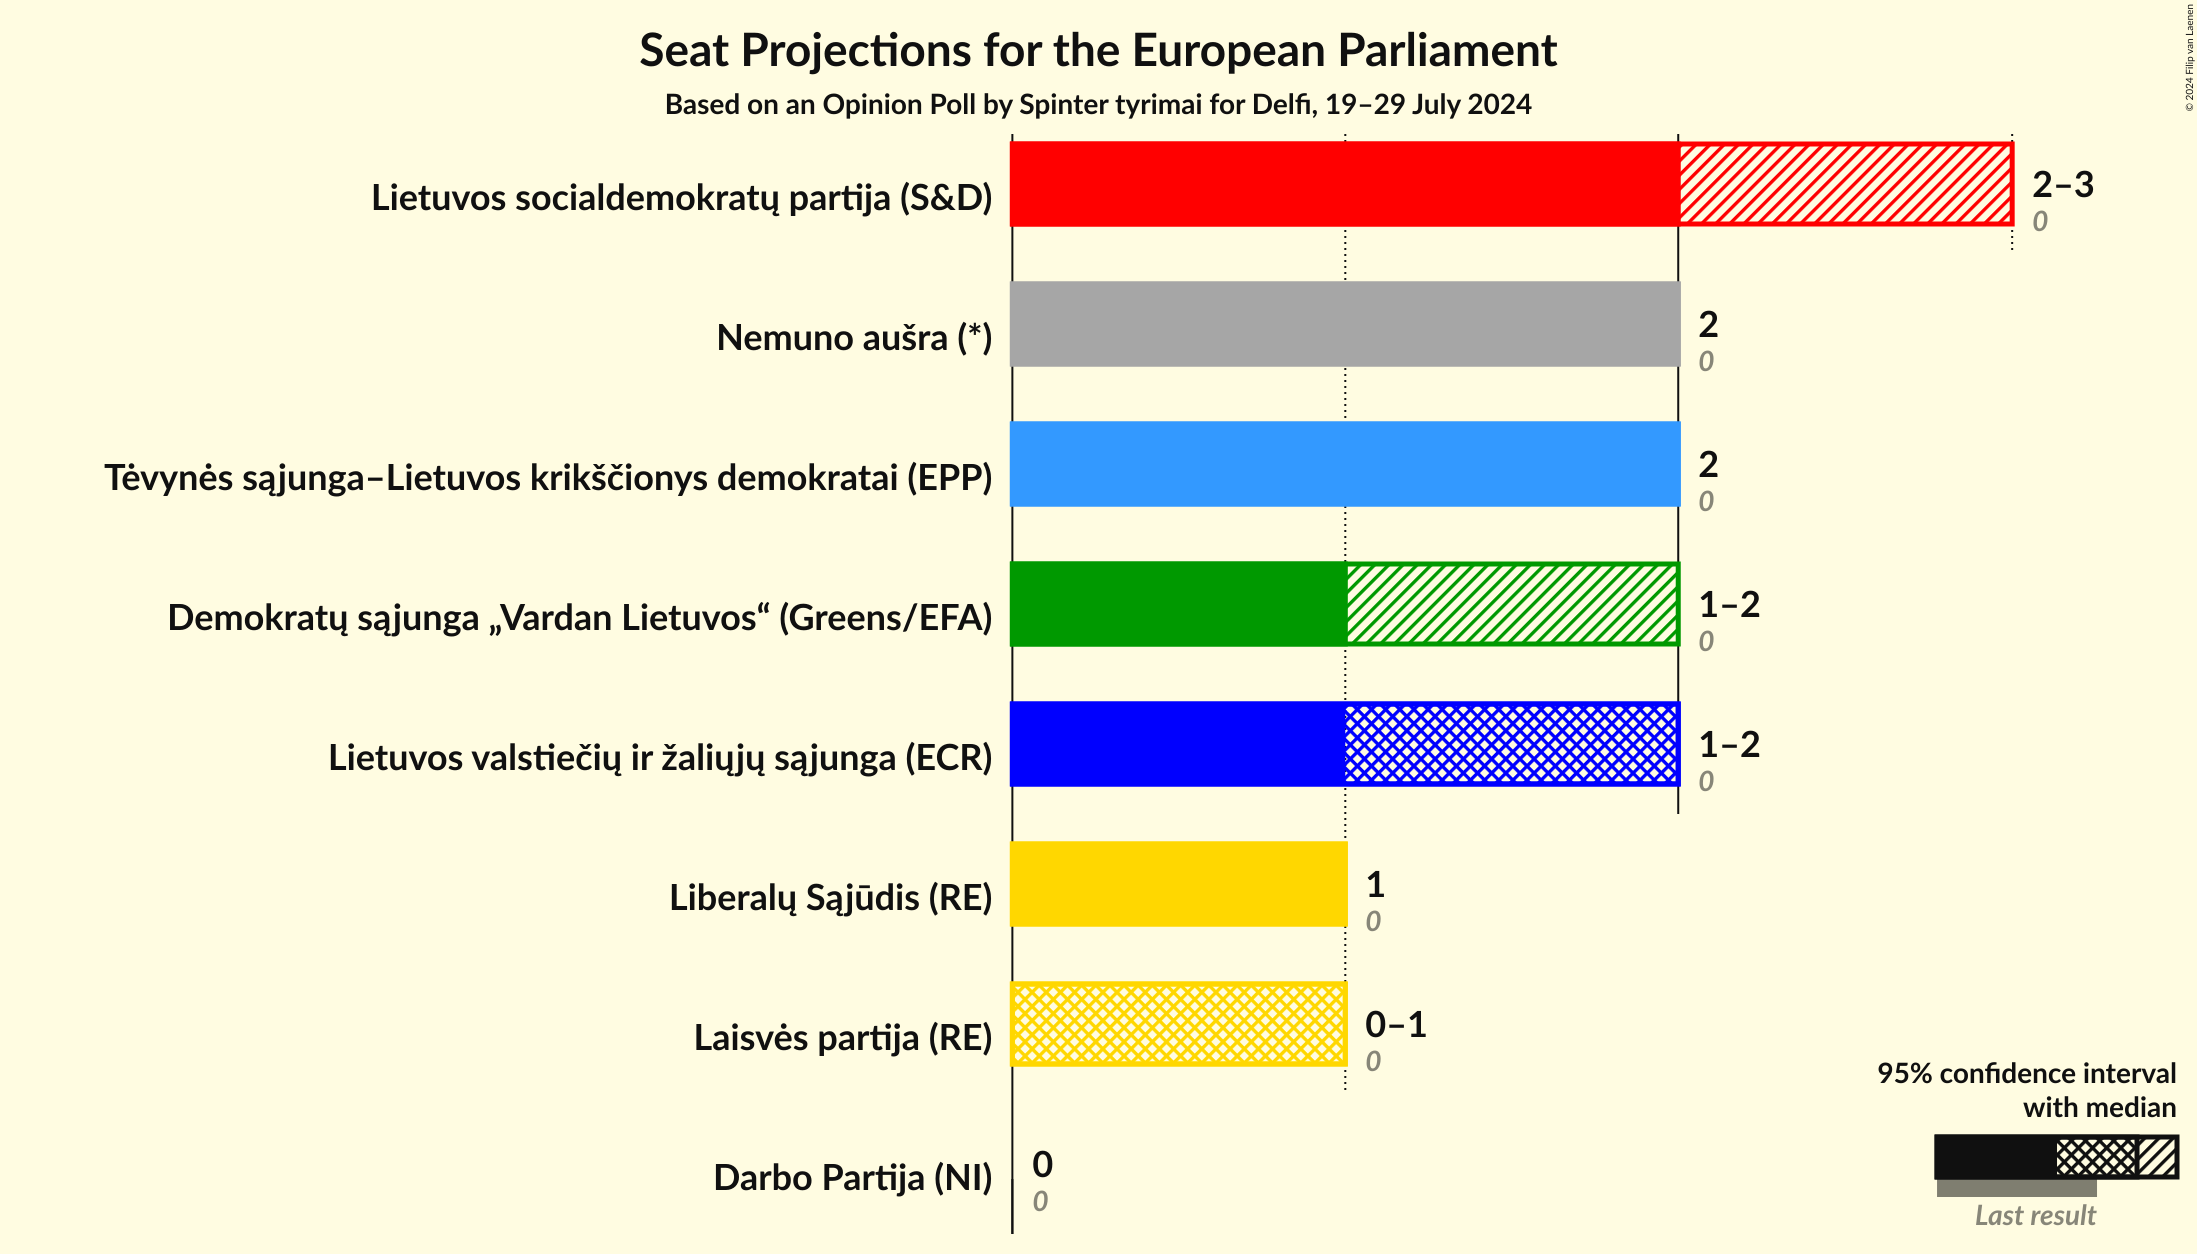 Seat Projections for the European Parliament
Based on an Opinion Poll by Spinter tyrimai for Delfi, 19–29 July 2024
© 2024 Filip van Laenen
Lietuvos socialdemokratų partija (S&D)
2–3
0
Nemuno aušra (*)
2
0
Tėvynės sąjunga–Lietuvos krikščionys demokratai (EPP)
2
0
Demokratų sąjunga „Vardan Lietuvos“ (Greens/EFA)
1–2
0
Lietuvos valstiečių ir žaliųjų sąjunga (ECR)
1–2
0
Liberalų Sąjūdis (RE)
1
0
Laisvės partija (RE)
0–1
0
Darbo Partija (NI)
0
0
95% confidence interval
with median
Last result